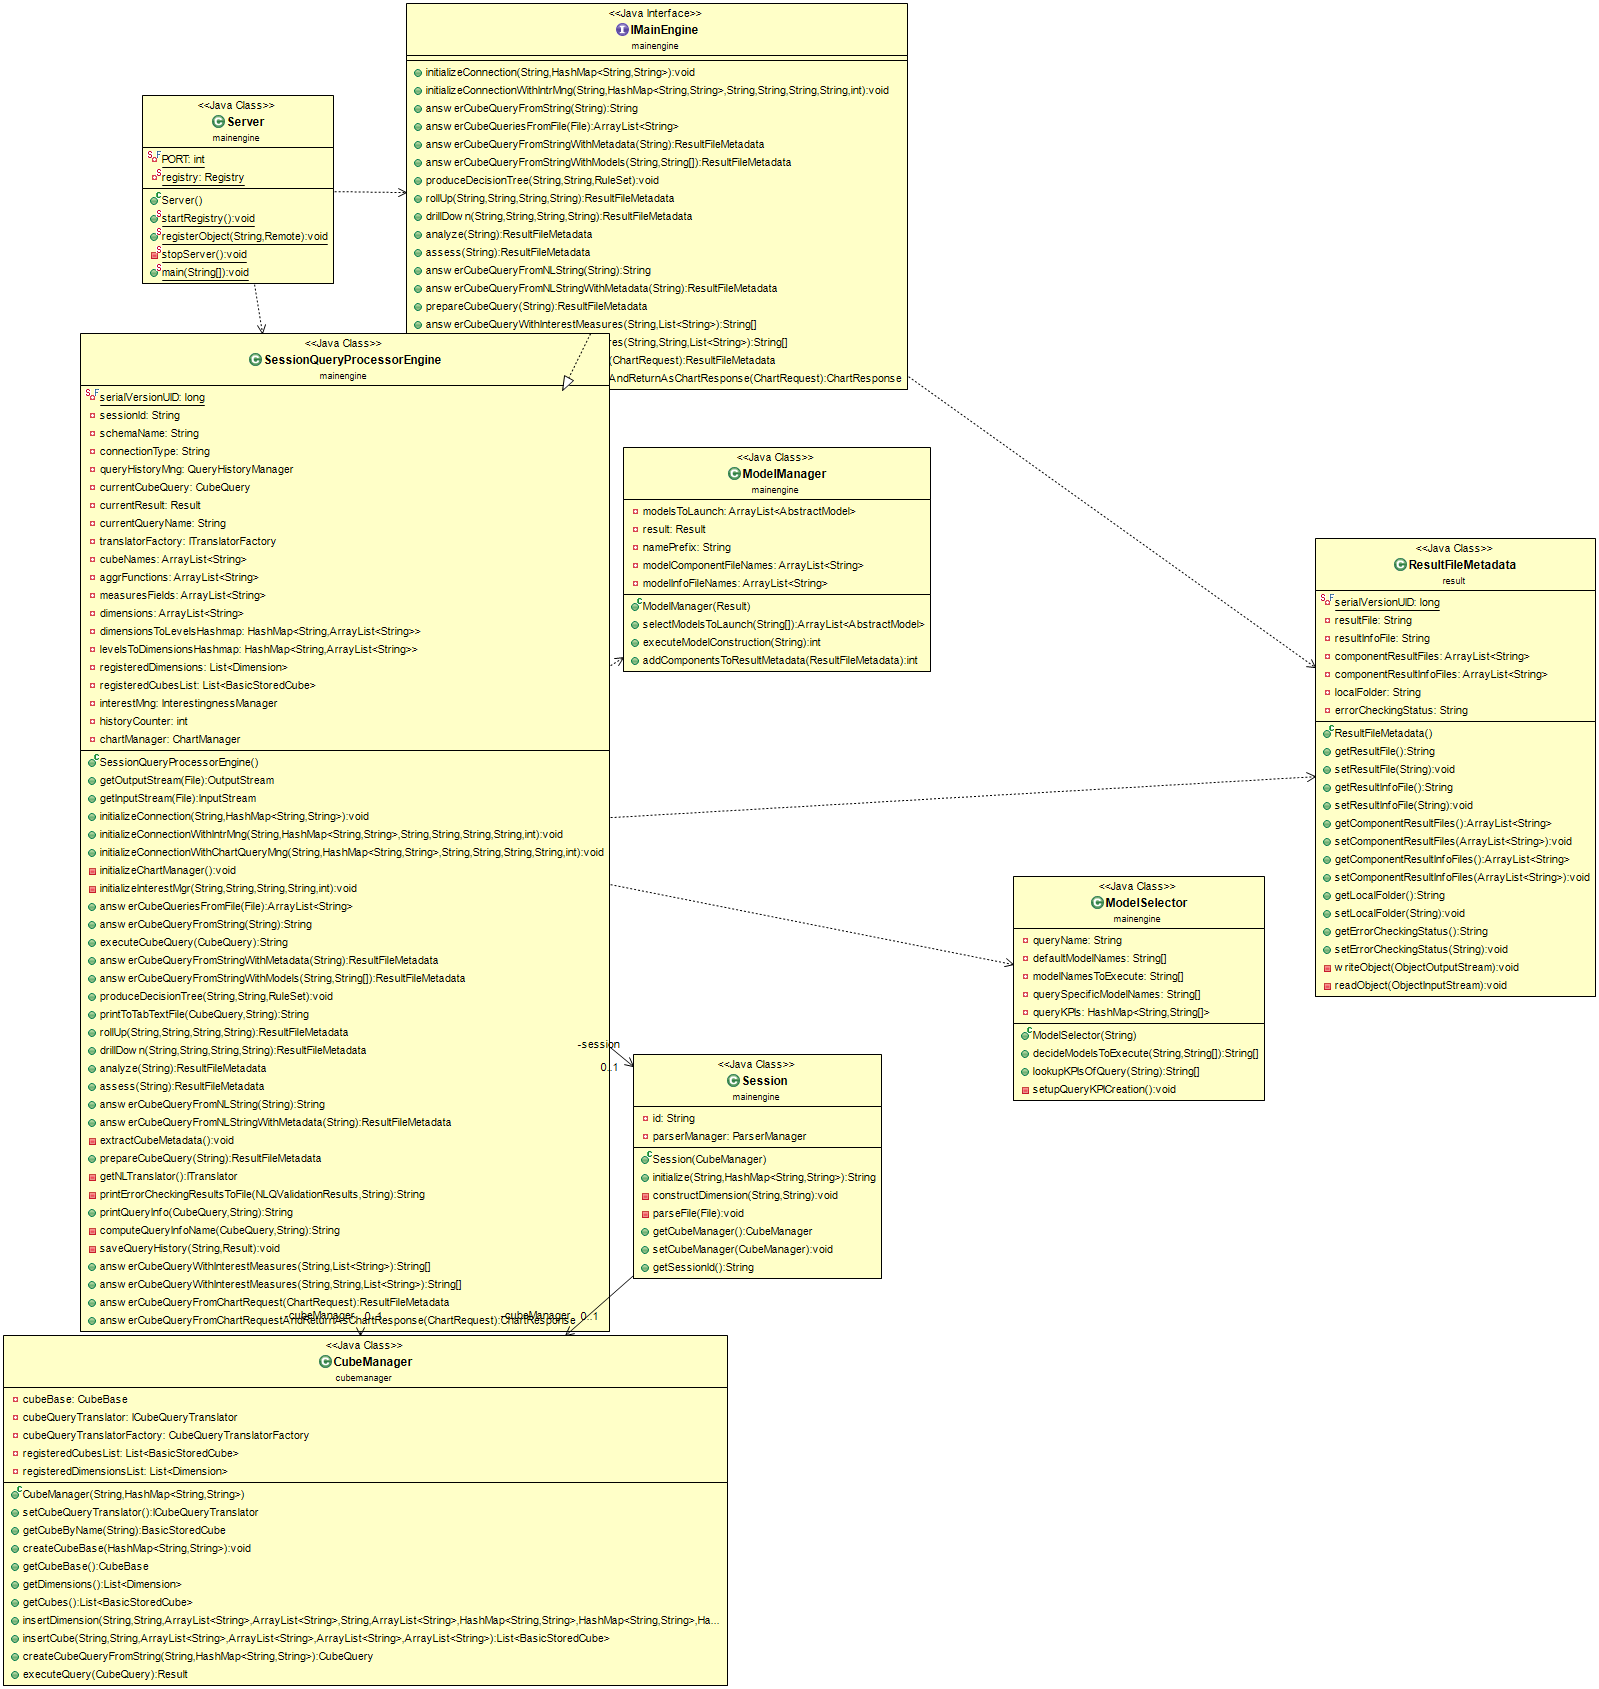 <<Java Interface>>
IMainEngine
mainengine
initializeConnection(String,HashMap<String,String>):void
initializeConnectionWithIntrMng(String,HashMap<String,String>,String,String,String,String,int):void
answerCubeQueryFromString(String):String
answerCubeQueriesFromFile(File):ArrayList<String>
answerCubeQueryFromStringWithMetadata(String):ResultFileMetadata
answerCubeQueryFromStringWithModels(String,String[]):ResultFileMetadata
produceDecisionTree(String,String,RuleSet):void
rollUp(String,String,String,String):ResultFileMetadata
drillDown(String,String,String,String):ResultFileMetadata
analyze(String):ResultFileMetadata
assess(String):ResultFileMetadata
answerCubeQueryFromNLString(String):String
answerCubeQueryFromNLStringWithMetadata(String):ResultFileMetadata
prepareCubeQuery(String):ResultFileMetadata
answerCubeQueryWithInterestMeasures(String,List<String>):String[]
res(String,String,List<String>):String[]
(ChartRequest):ResultFileMetadata
AndReturnAsChartResponse(ChartRequest):ChartResponse
<<Java Class>>
Server
mainengine
PORT: int
registry: Registry
Server()
startRegistry():void
registerObject(String,Remote):void
stopServer():void
main(String[]):void
<<Java Class>>
SessionQueryProcessorEngine
mainengine
serialVersionUID: long
sessionId: String
schemaName: String
connectionType: String
queryHistoryMng: QueryHistoryManager
currentCubeQuery: CubeQuery
currentResult: Result
currentQueryName: String
translatorFactory: ITranslatorFactory
cubeNames: ArrayList<String>
aggrFunctions: ArrayList<String>
measuresFields: ArrayList<String>
dimensions: ArrayList<String>
dimensionsToLevelsHashmap: HashMap<String,ArrayList<String>>
levelsToDimensionsHashmap: HashMap<String,ArrayList<String>>
registeredDimensions: List<Dimension>
registeredCubesList: List<BasicStoredCube>
interestMng: InterestingnessManager
historyCounter: int
chartManager: ChartManager
SessionQueryProcessorEngine()
getOutputStream(File):OutputStream
getInputStream(File):InputStream
initializeConnection(String,HashMap<String,String>):void
initializeConnectionWithIntrMng(String,HashMap<String,String>,String,String,String,String,int):void
initializeConnectionWithChartQueryMng(String,HashMap<String,String>,String,String,String,String,int):void
initializeChartManager():void
initializeInterestMgr(String,String,String,String,int):void
answerCubeQueriesFromFile(File):ArrayList<String>
answerCubeQueryFromString(String):String
executeCubeQuery(CubeQuery):String
answerCubeQueryFromStringWithMetadata(String):ResultFileMetadata
answerCubeQueryFromStringWithModels(String,String[]):ResultFileMetadata
produceDecisionTree(String,String,RuleSet):void
printToTabTextFile(CubeQuery,String):String
rollUp(String,String,String,String):ResultFileMetadata
drillDown(String,String,String,String):ResultFileMetadata
analyze(String):ResultFileMetadata
assess(String):ResultFileMetadata
answerCubeQueryFromNLString(String):String
answerCubeQueryFromNLStringWithMetadata(String):ResultFileMetadata
extractCubeMetadata():void
prepareCubeQuery(String):ResultFileMetadata
getNLTranslator():ITranslator
printErrorCheckingResultsToFile(NLQValidationResults,String):String
printQueryInfo(CubeQuery,String):String
computeQueryInfoName(CubeQuery,String):String
saveQueryHistory(String,Result):void
answerCubeQueryWithInterestMeasures(String,List<String>):String[]
answerCubeQueryWithInterestMeasures(String,String,List<String>):String[]
answerCubeQueryFromChartRequest(ChartRequest):ResultFileMetadata
answerCubeQueryFromChartRequestAndReturnAsChartResponse(ChartRequest):ChartResponse
<<Java Class>>
ModelManager
mainengine
modelsToLaunch: ArrayList<AbstractModel>
result: Result
namePrefix: String
modelComponentFileNames: ArrayList<String>
modelInfoFileNames: ArrayList<String>
ModelManager(Result)
selectModelsToLaunch(String[]):ArrayList<AbstractModel>
executeModelConstruction(String):int
addComponentsToResultMetadata(ResultFileMetadata):int
<<Java Class>>
ResultFileMetadata
result
serialVersionUID: long
resultFile: String
resultInfoFile: String
componentResultFiles: ArrayList<String>
componentResultInfoFiles: ArrayList<String>
localFolder: String
errorCheckingStatus: String
ResultFileMetadata()
getResultFile():String
setResultFile(String):void
getResultInfoFile():String
setResultInfoFile(String):void
getComponentResultFiles():ArrayList<String>
setComponentResultFiles(ArrayList<String>):void
getComponentResultInfoFiles():ArrayList<String>
setComponentResultInfoFiles(ArrayList<String>):void
getLocalFolder():String
setLocalFolder(String):void
getErrorCheckingStatus():String
setErrorCheckingStatus(String):void
writeObject(ObjectOutputStream):void
readObject(ObjectInputStream):void
<<Java Class>>
ModelSelector
mainengine
queryName: String
defaultModelNames: String[]
modelNamesToExecute: String[]
querySpecificModelNames: String[]
queryKPIs: HashMap<String,String[]>
ModelSelector(String)
decideModelsToExecute(String,String[]):String[]
lookupKPIsOfQuery(String):String[]
setupQueryKPICreation():void
-session
0..1
<<Java Class>>
Session
mainengine
id: String
parserManager: ParserManager
Session(CubeManager)
initialize(String,HashMap<String,String>):String
constructDimension(String,String):void
parseFile(File):void
getCubeManager():CubeManager
setCubeManager(CubeManager):void
getSessionId():String
-cubeManager 0..1
-cubeManager 0..1
<<Java Class>>
CubeManager
cubemanager
cubeBase: CubeBase
cubeQueryTranslator: ICubeQueryTranslator
cubeQueryTranslatorFactory: CubeQueryTranslatorFactory
registeredCubesList: List<BasicStoredCube>
registeredDimensionsList: List<Dimension>
CubeManager(String,HashMap<String,String>)
setCubeQueryTranslator():ICubeQueryTranslator
getCubeByName(String):BasicStoredCube
createCubeBase(HashMap<String,String>):void
getCubeBase():CubeBase
getDimensions():List<Dimension>
getCubes():List<BasicStoredCube>
insertDimension(String,String,ArrayList<String>,ArrayList<String>,String,ArrayList<String>,HashMap<String,String>,HashMap<String,String>,Ha...
insertCube(String,String,ArrayList<String>,ArrayList<String>,ArrayList<String>,ArrayList<String>):List<BasicStoredCube>
createCubeQueryFromString(String,HashMap<String,String>):CubeQuery
executeQuery(CubeQuery):Result